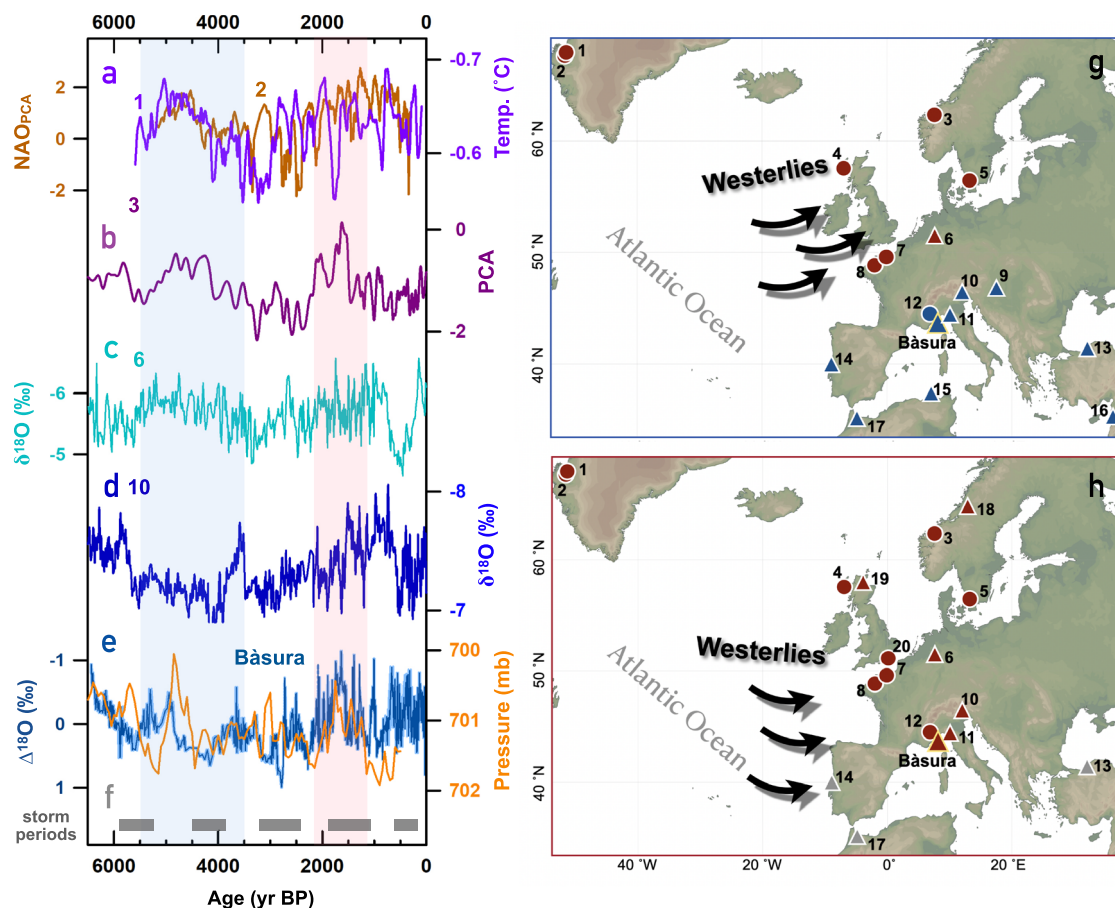 6000 4000 2000 0
a
1
2
NAOPCA
2
0
-2
-0.7
-0.6
Temp. (˚C)
3
b
0
-2
PCA
c
6
-6
-5
δ18O (‰)
d
10
-8
-7
δ18O (‰)
e
Bàsura
-1
0
1
Δ18O (‰)
700
701
702
Pressure (mb)
f
storm
periods
6000 4000 2000 0
Age (yr BP)
g
1
2
3
4
5
6
7
8
9
10
11
12
13
14
15
16
17
Westerlies
Atlantic Ocean
Bàsura
60 ˚N
50 ˚N
40 ˚N
h
1
2
3
4
5
6
7
8
10
11
12
13
14
17
18
19
20
Westerlies
Atlantic Ocean
Bàsura
60 ˚N
50 ˚N
40 ˚N
40 ˚W 20 ˚W 0 20 ˚E